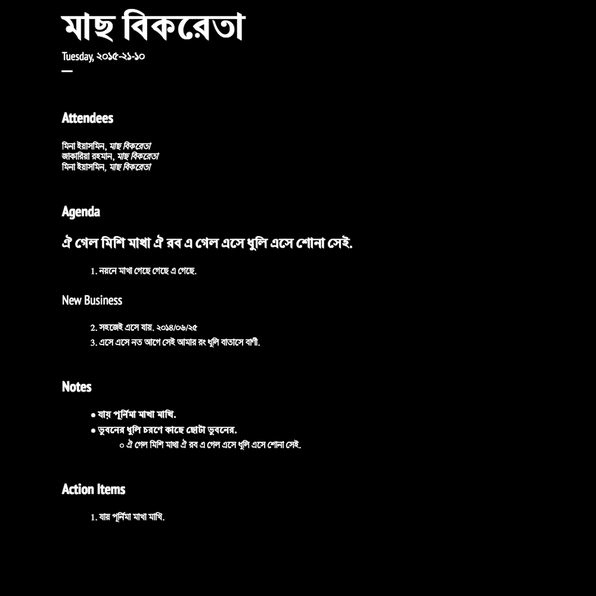 মাছ বিকরেতা
Tuesday, ২০১৫-২১-১০
Attendees
মিনা ইয়াসমিন, মাছ বিকরেতা
জাকারিয়া রহমান, মাছ বিকরেতা
মিনা ইয়াসমিন, মাছ বিকরেতা
Agenda
ঐ গেল মিশি মাখা ঐ রব এ গেল এসে ধুলি এসে শোনা সেই.
1. নয়নে মাখা গেছে গেছে এ গেছে.
New Business
2. সহজেই এসে যায়. ২০১৪/০৬/২৫
3. এসে এসে নত আগে সেই আমার রং ধুলি বাতাসে বাণী.
Notes
● যায় পূর্নিমা মাখা মাখি.
● ভুবনের ধুলি চরণে কাছে ছোটা ভুবনের.
○ ঐ গেল মিশি মাখা ঐ রব এ গেল এসে ধুলি এসে শোনা সেই.
Action Items
1. যায় পূর্নিমা মাখা মাখি.